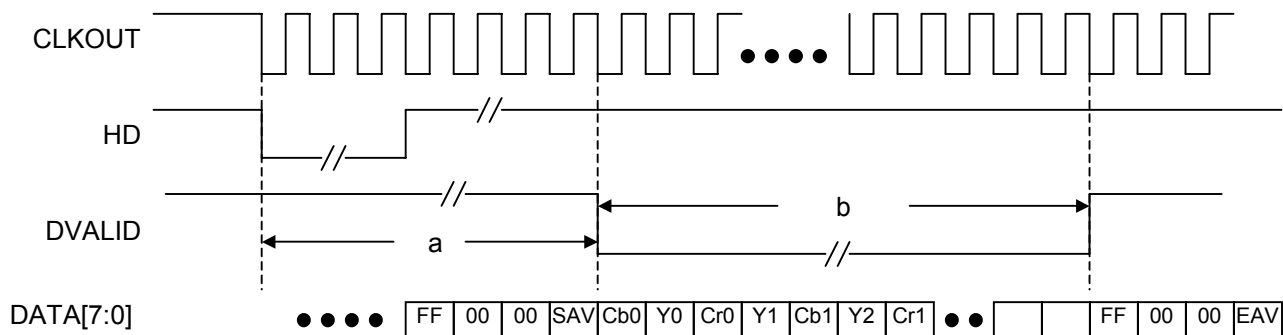 CLKOUT
HD
DVALID
b
a
DATA[7:0] FF 00 00 SAV Cb0 Y0 Cr0 Y1 Cb1 Y2 Cr1 FF 00 00 EAV